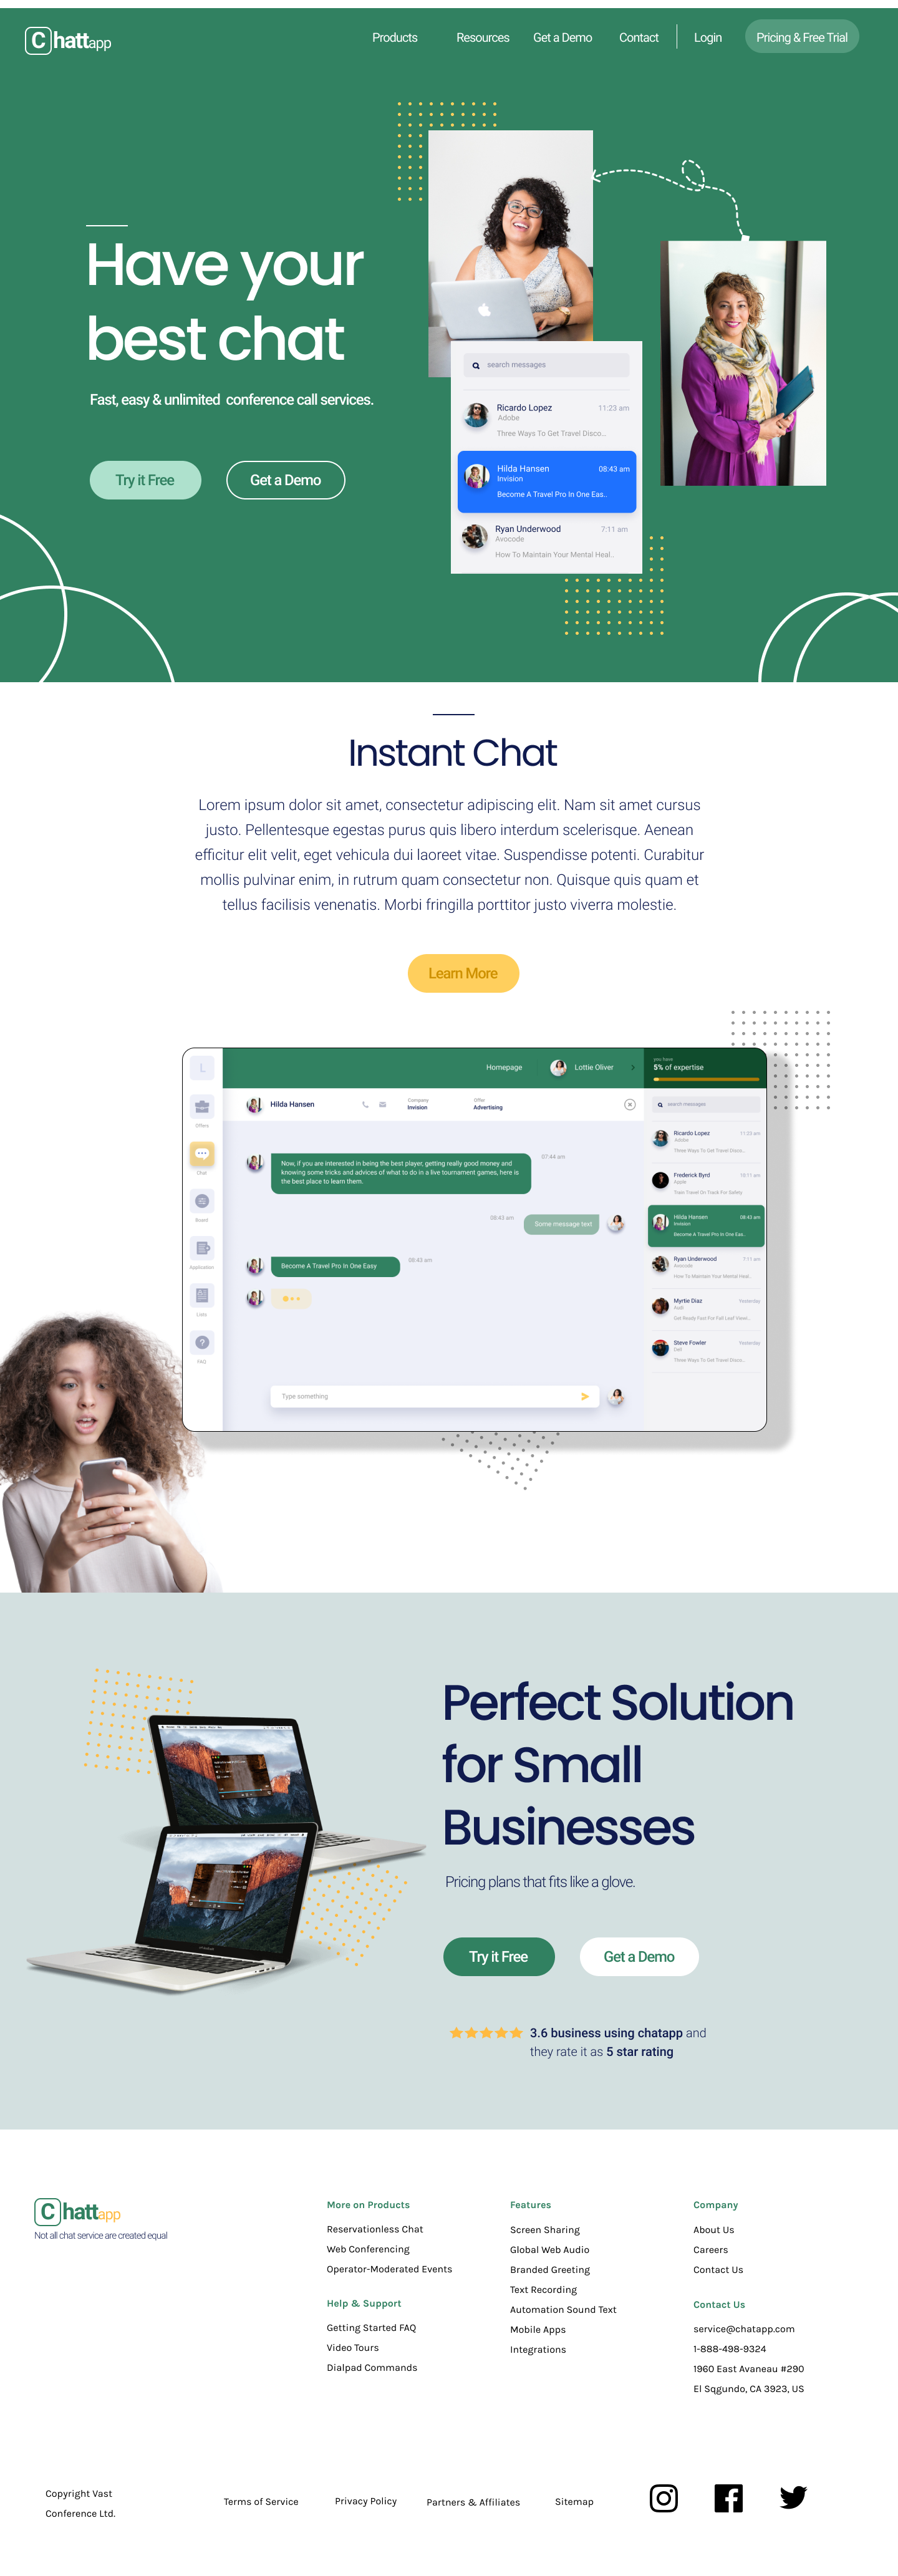 Chattapp
Products
Resources
Get a Demo
Contact
Login
Pricing & Free Trial
Have your
best chat
Fast, easy & unlimited conference call services.
Try it Free
Get a Demo
search messages
Ricardo Lopez
11:23 am
Adobe
Three Ways To Get Travel Disco..
Hilda Hansen
08:43 am
Invision
Become A Travel Pro In One Eas..
Ryan Underwood
7:11 am
Avocode
How To Maintain Your Mental Heal..
Instant Chat
Lorem ipsum dolor sit amet, consectetur adipiscing elit. Nam sit amet cursus
justo. Pellentesque egestas purus quis libero interdum scelerisque. Aenean
efficitur elit velit, eget vehicula dui laoreet vitae. Suspendisse potenti. Curabitur
mollis pulvinar enim, in rutrum quam consectetur non. Quisque quis quam et
tellus facilisis venenatis. Morbi fringilla porttitor justo viverra molestie.
Learn More
L
Offers
Chat
Board
Application
Lists
FAQ
Homepage
Lottie Oliver
you have
5% of expertise
Hilda Hansen
Company
Invision
Offer
Advertising
Now, if you are interested in being the best player, getting really good money and
knowing some tricks and advices of what to do in a live tournament games, here is
the best place to learn them.
07:44 am
08:43 am
Some message text
Become A Travel Pro In One Easy
08:43 am
Type something
search messages
Ricardo Lopez
11:23 am
Adobe
Three Ways To Get Travel Disco..
Frederick Byrd
10:11 am
Apple
Train Travel On Track For Safety
Hilda Hansen
08:43 am
Invision
Become A Travel Pro In One Eas..
Ryan Underwood
7:11 am
Avocode
How To Maintain Your Mental Heal..
Myrtie Diaz
Yesterday
Audi
Get Ready Fast For Fall Leaf Viewi...
Steve Fowler
Yesterday
Dell
Three Ways To Get Travel Disco..
Perfect Solution
for Small
Businesses
Pricing plans that fits like a glove.
Try it Free
Get a Demo
3.6 business using chatapp and
they rate it as 5 star rating
Chattapp
Not all chat service are created equal
More on Products
Reservationless Chat
Web Conferencing
Operator-Moderated Events
Help & Support
Getting Started FAQ
Video Tours
Dialpad Commands
Features
Screen Sharing
Global Web Audio
Branded Greeting
Text Recording
Automation Sound Text
Mobile Apps
Integrations
Company
About Us
Careers
Contact Us
Contact Us
service@chatapp.com
1-888-498-9324
1960 East Avaneau #290
El Sqgundo, CA 3923, US
Copyright Vast
Conference Ltd.
Terms of Service
Privacy Policy
Partners & Affiliates
Sitemap